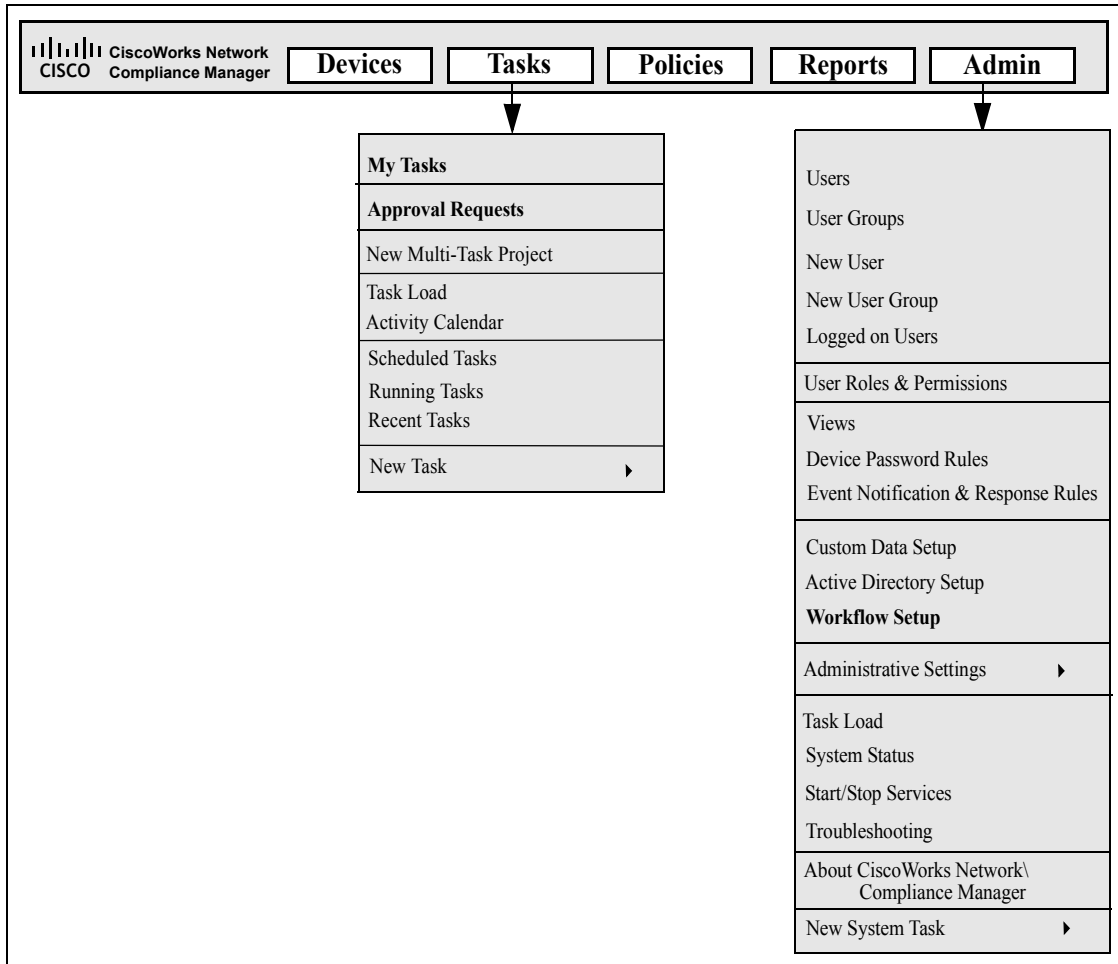 CISCO
CiscoWorks Network
Compliance Manager
Devices
Tasks
Policies
Reports
Admin
My Tasks
Approval Requests
New Multi-Task Project
Task Load
Activity Calendar
Scheduled Tasks
Running Tasks
Recent Tasks
New Task
Users
User Groups
New User
New User Group
Logged on Users
User Roles & Permissions
Views
Device Password Rules
Event Notification & Response Rules
Custom Data Setup
Active Directory Setup
Workflow Setup
Administrative Settings
Task Load
System Status
Start/Stop Services
Troubleshooting
About CiscoWorks Network\
Compliance Manager
New System Task